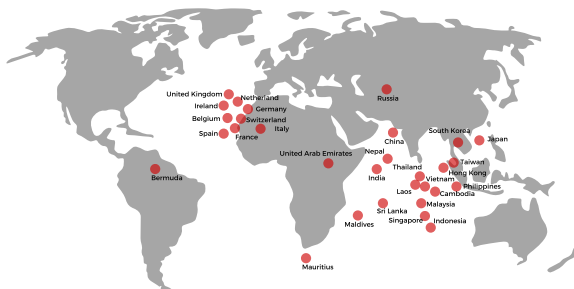 United Kingdom
Netherland
Russia
Ireland
Germany
Belgium
Switzerland
Spain
France
Italy
South Korea
Japan
China
United Arab Emirates
Nepal
Thailand
Taiwan
Bermuda
India
Vietnam
Hong Kong
Laos
Philippines
Cambodia
Sri Lanka
Malaysia
Maldives
Singapore
Indonesia
Mauritius